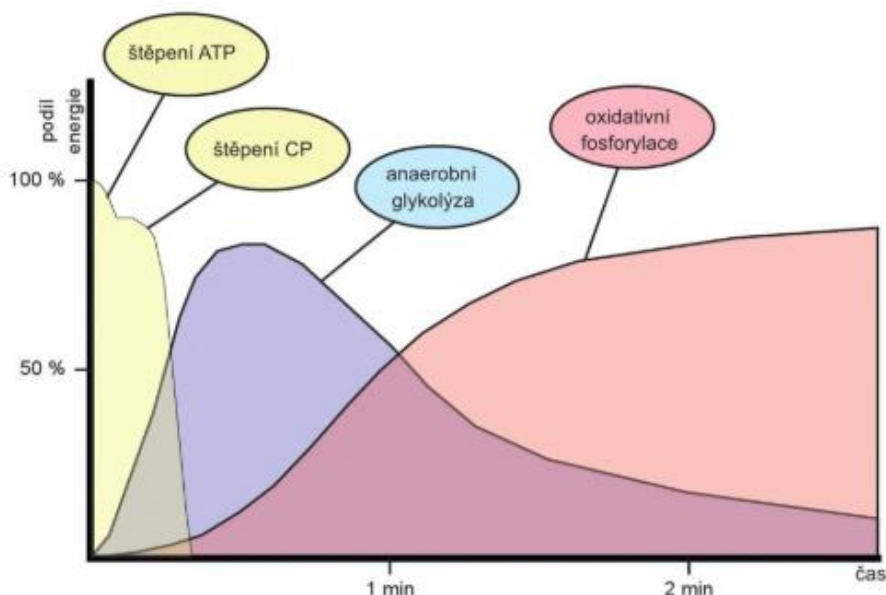 štěpení ATP
podíl
energie
štěpení CP
oxidativní
fosforylace
anaerobní
glykolýza
100 %
50 %
1 min
2 min
čas